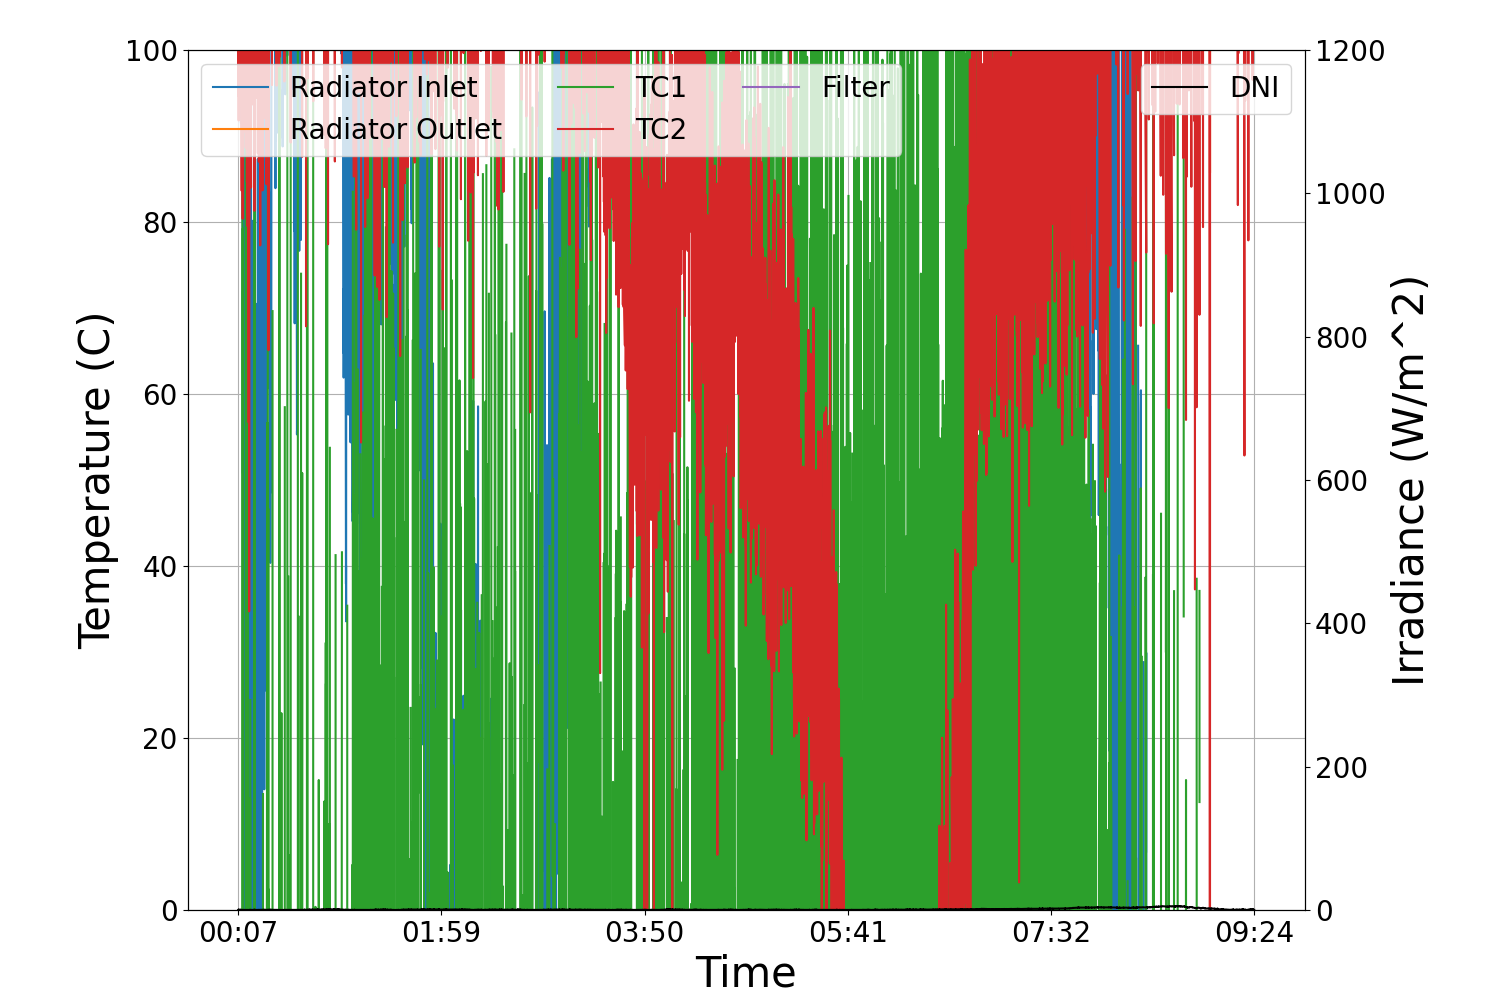 100
80
60
40
20
0
Temperature (C)
Radiator Inlet
Radiator Outlet
TC1
TC2
Filter
DNI
1200
1000
800
600
400
200
0
Irradiance (W/m^2)
00:07 01:59 03:50 05:41 07:32 09:24
Time